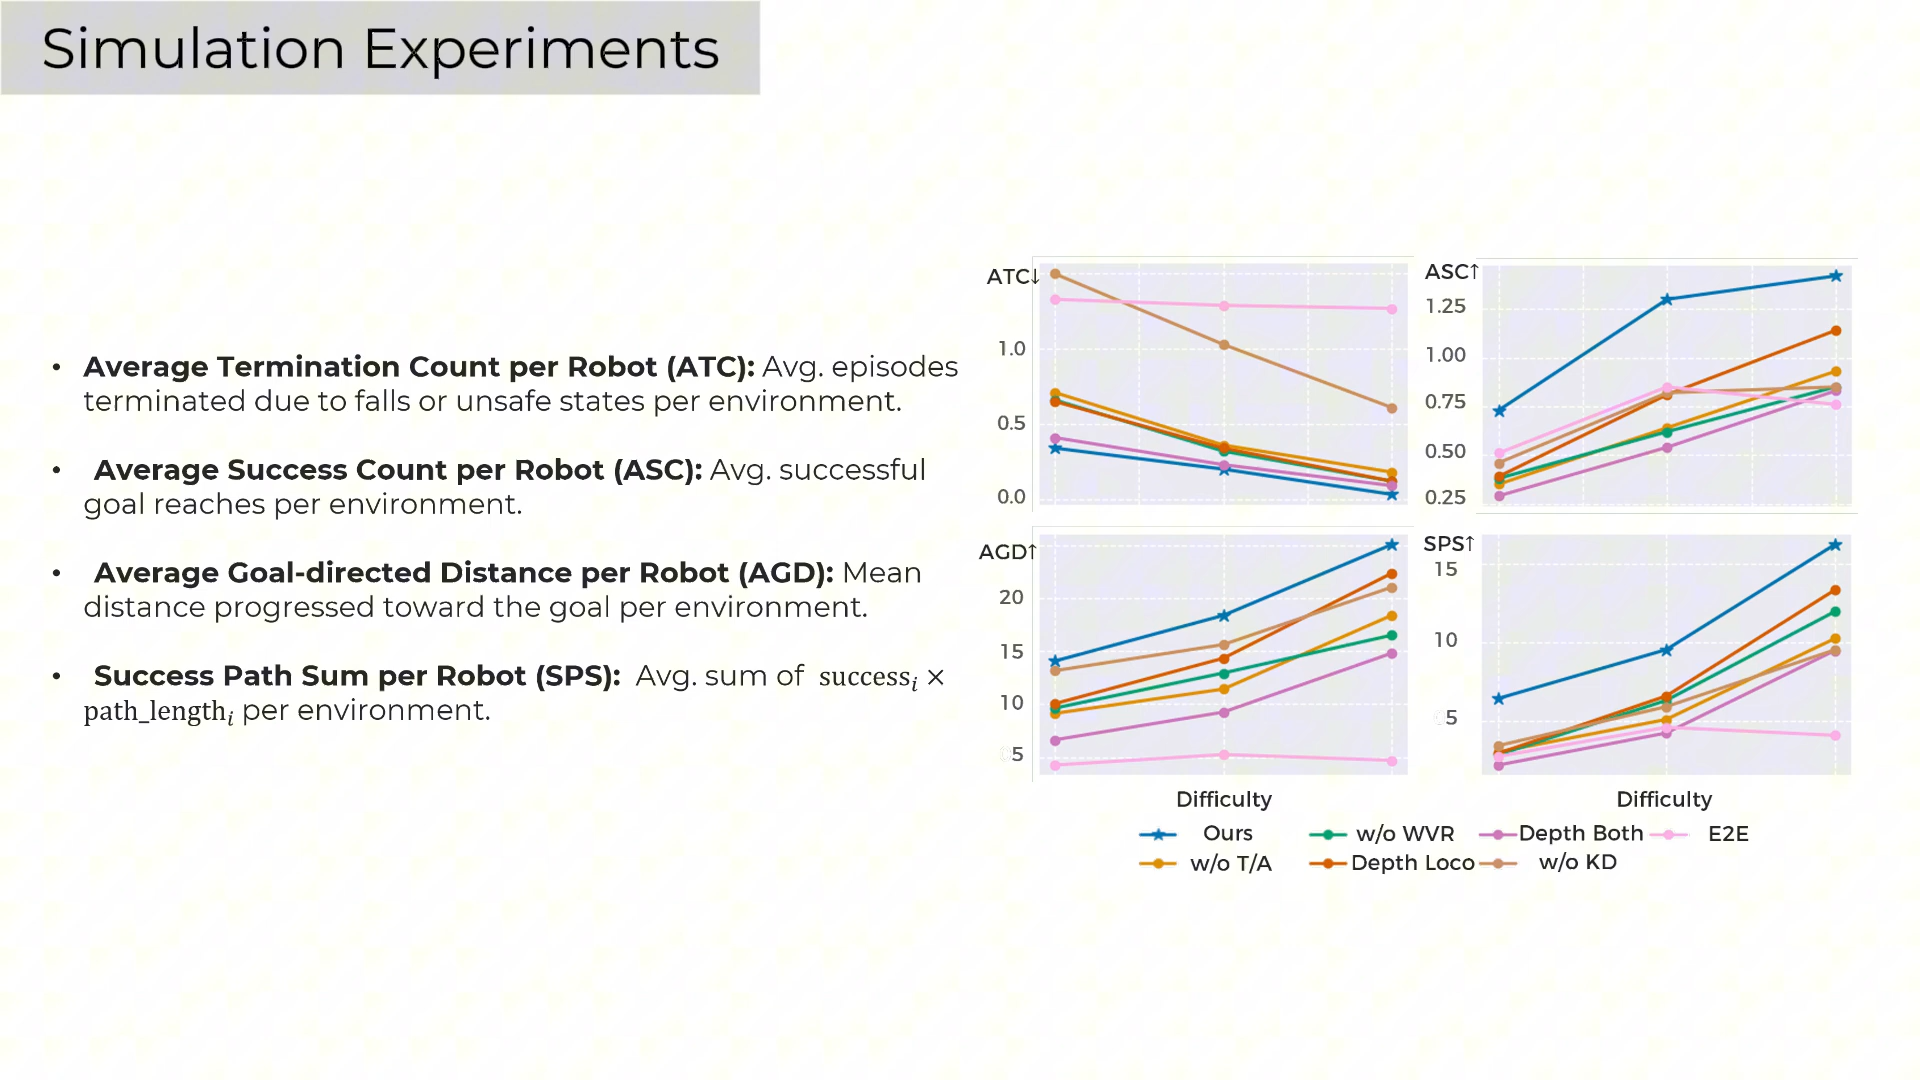 Simulation Experiments
• Average Termination Count per Robot (ATC): Avg. episodes
terminated due to falls or unsafe states per environment.
• Average Success Count per Robot (ASC): Avg. successful
goal reaches per environment.
• Average Goal-directed Distance per Robot (AGD): Mean
distance progressed toward the goal per environment.
• Success Path Sum per Robot (SPS): Avg. sum of successᵢ ×
path_lengthᵢ per environment.
ATC↓
1.0
0.5
0.0
ASC↑
1.25
1.00
0.75
0.50
0.25
AGD↑
20
15
10
5
Difficulty
SPS↑
15
10
5
Difficulty
Ours w/o WVR Depth Both E2E
w/o T/A Depth Loco w/o KD